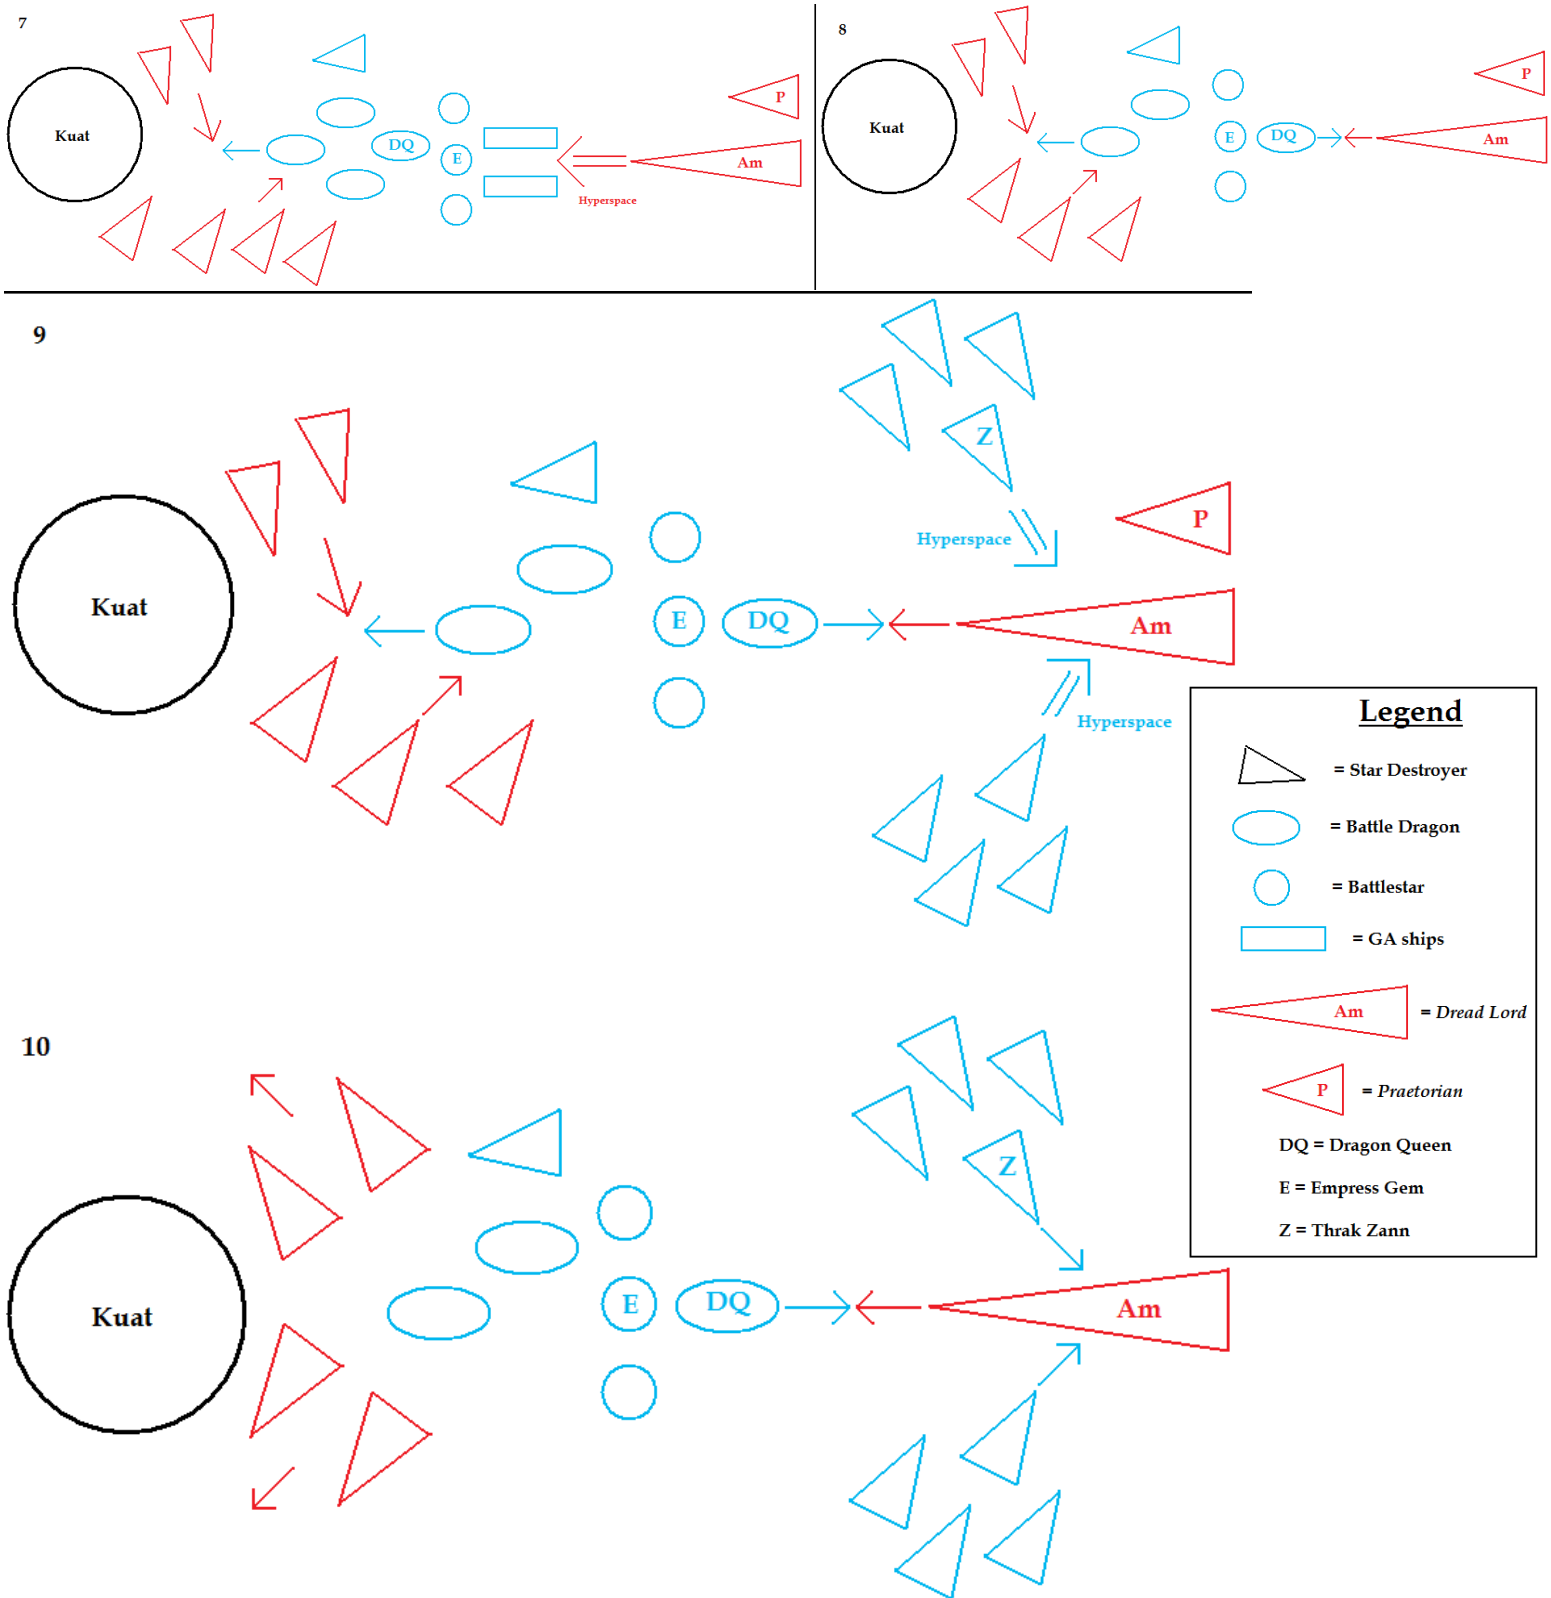 7
Kuat
DQ
E
P
Am
Hyperspace
8
Kuat
E
DQ
P
Am
9
Kuat
Z
Hyperspace
P
E
DQ
Am
Hyperspace
Legend
= Star Destroyer
= Battle Dragon
= Battlestar
= GA ships
Am = Dread Lord
P = Praetorian
DQ = Dragon Queen
E = Empress Gem
Z = Thrak Zann
10
Z
Kuat
E
DQ
Am